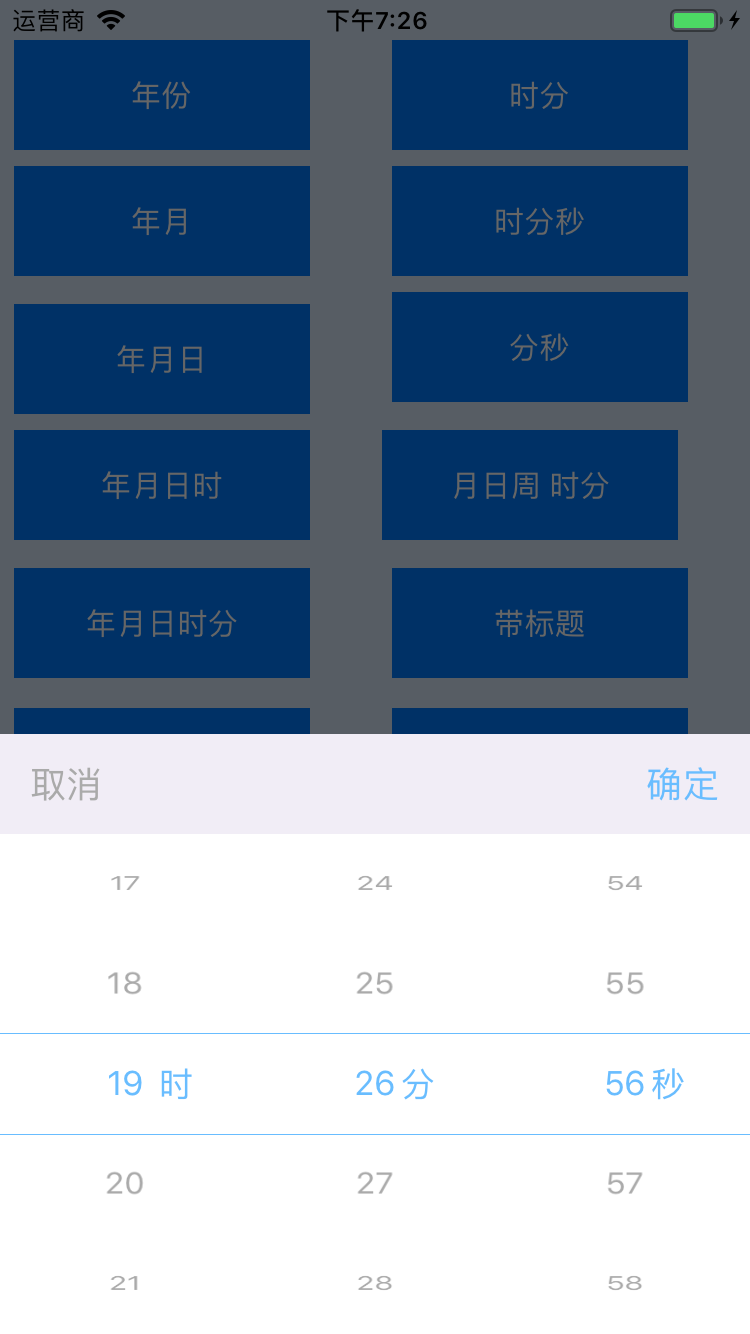 运营商 下午7:26
年份 时分
年月 时分秒
年月日 分秒
年月日时 月日周 时分
年月日时分 带标题
取消 确定
17 24 54
18 25 55
19 时 26 分 56 秒
20 27 57
21 28 58